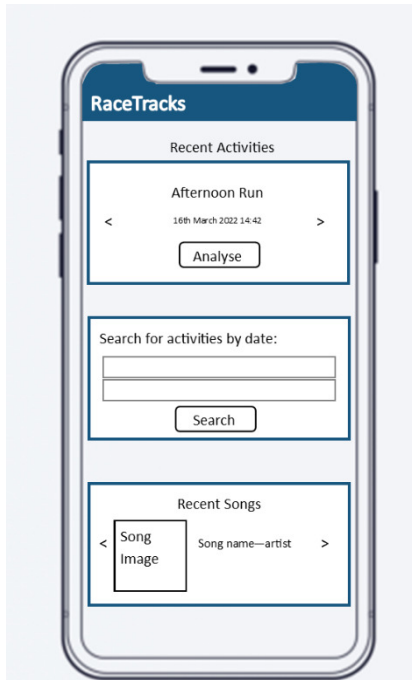 RaceTracks
Recent Activities
Afternoon Run
< 16th March 2022 14:42 >
Analyse
Search for activities by date:
Search
Recent Songs
Song
Image
< Song name—artist >